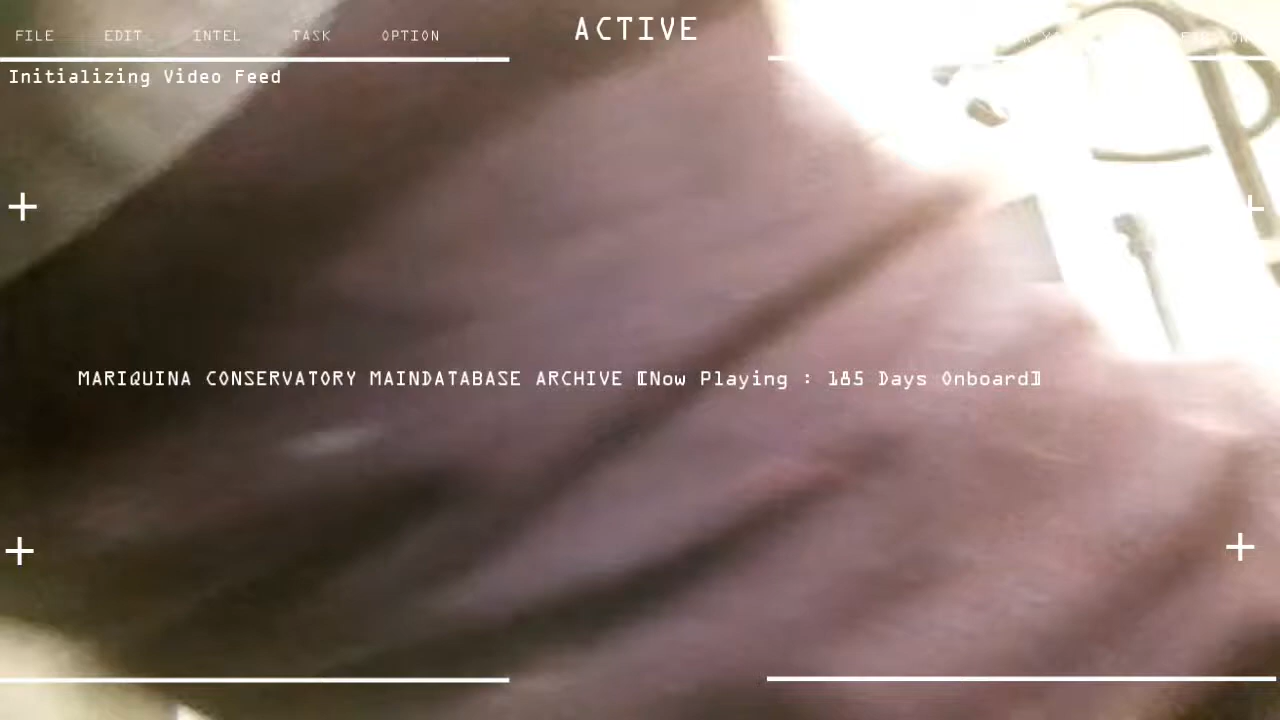 FILE EDIT INTEL TASK OPTION
ACTIVE
Initializing Video Feed
MARIQUINA CONSERVATORY MAINDATABASE ARCHIVE [Now Playing : 185 Days Onboard]